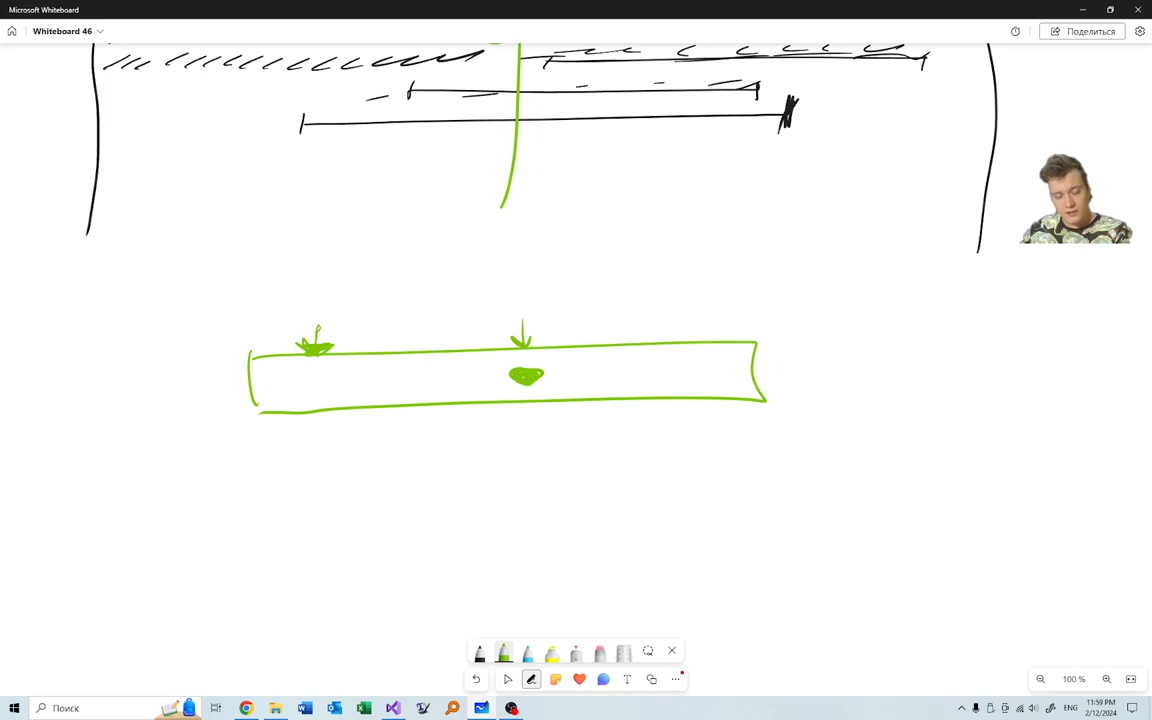 Microsoft Whiteboard
Whiteboard 46
Поделиться
100 %
Поиск
ENG
11:59 PM
2/12/2024